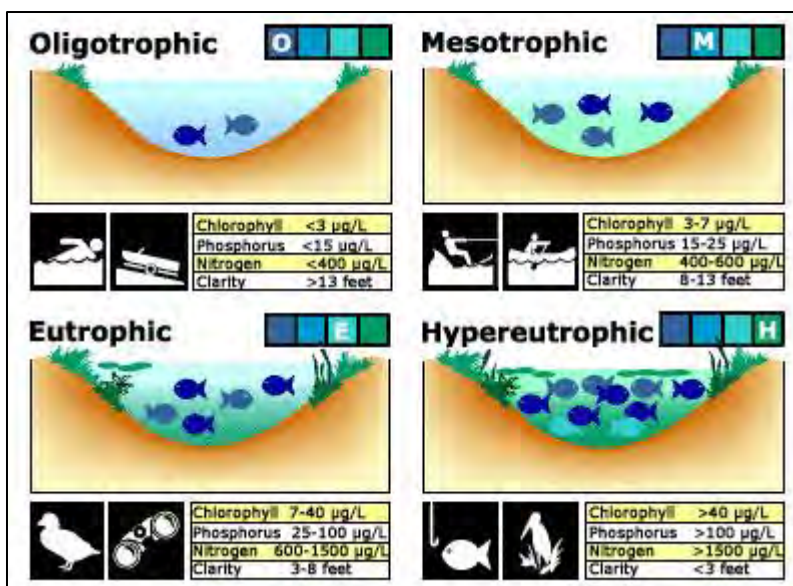 Oligotrophic O
Chlorophyll <3 µg/L
Phosphorus <15 µg/L
Nitrogen <400 µg/L
Clarity >13 feet
Mesotrophic M
Chlorophyll 3-7 µg/L
Phosphorus 15-25 µg/L
Nitrogen 400-600 µg/L
Clarity 8-13 feet
Eutrophic E
Chlorophyll 7-40 µg/L
Phosphorus 25-100 µg/L
Nitrogen 600-1500 µg/L
Clarity 3-8 feet
Hypereutrophic H
Chlorophyll >40 µg/L
Phosphorus >100 µg/L
Nitrogen >1500 µg/L
Clarity <3 feet